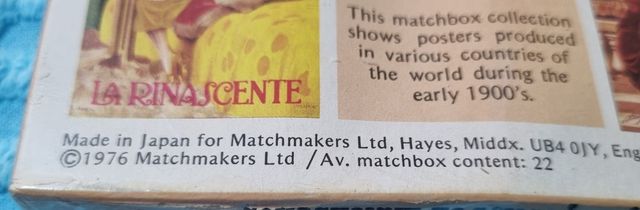 This matchbox collection
shows posters produced
in various countries of
the world during the
early 1900's.
LA RINASCENTE
Made in Japan for Matchmakers Ltd, Hayes, Middx. UB4 0JY, Eng
©1976 Matchmakers Ltd / Av. matchbox content: 22